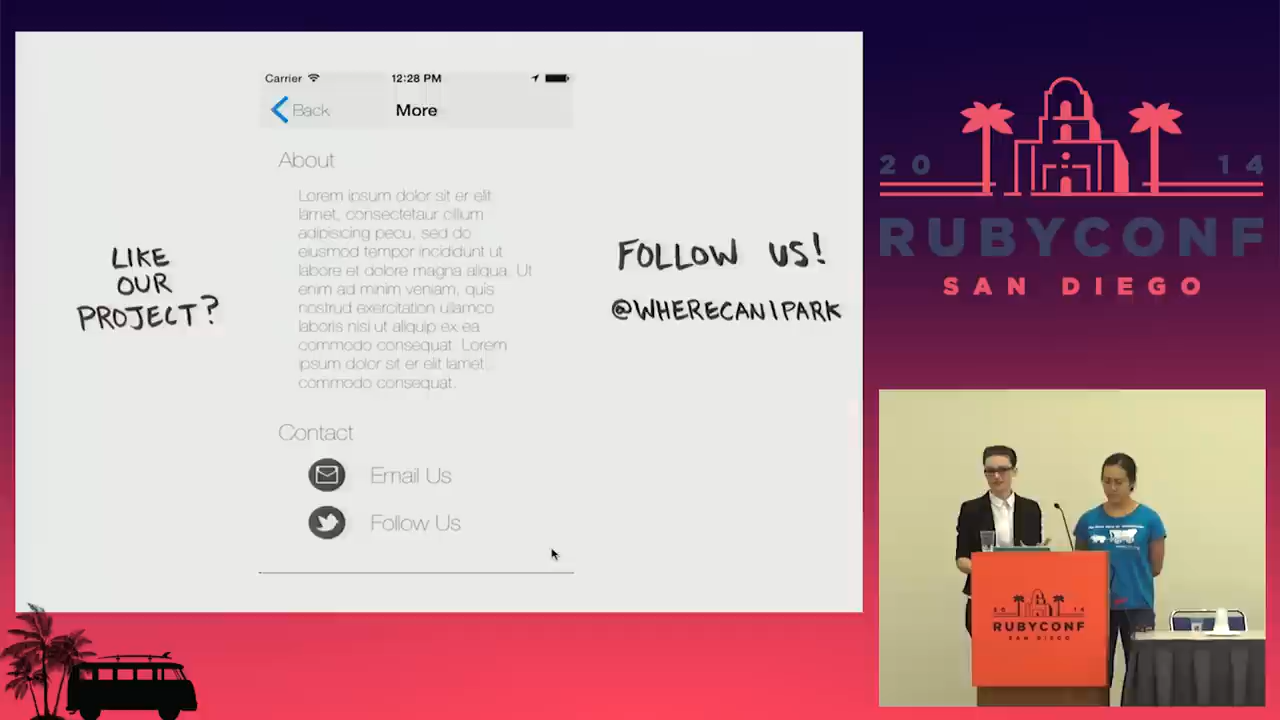 Carrier
12:28 PM
Back
More
About
Lorem ipsum dolor sit er elit
lamet, consectetaur cillum
adipisicing pecu, sed do
eiusmod tempor incididunt ut
labore et dolore magna aliqua. Ut
enim ad minim veniam, quis
nostrud exercitation ullamco
laboris nisi ut aliquip ex ea
commodo consequat. Lorem
ipsum dolor sit er elit lamet,
commodo consequat.
Contact
Email Us
Follow Us
LIKE
OUR
PROJECT?
FOLLOW US!
@WHERECANIPARK
20 14
RUBYCONF
SAN DIEGO
20 14
RUBYCONF
SAN DIEGO